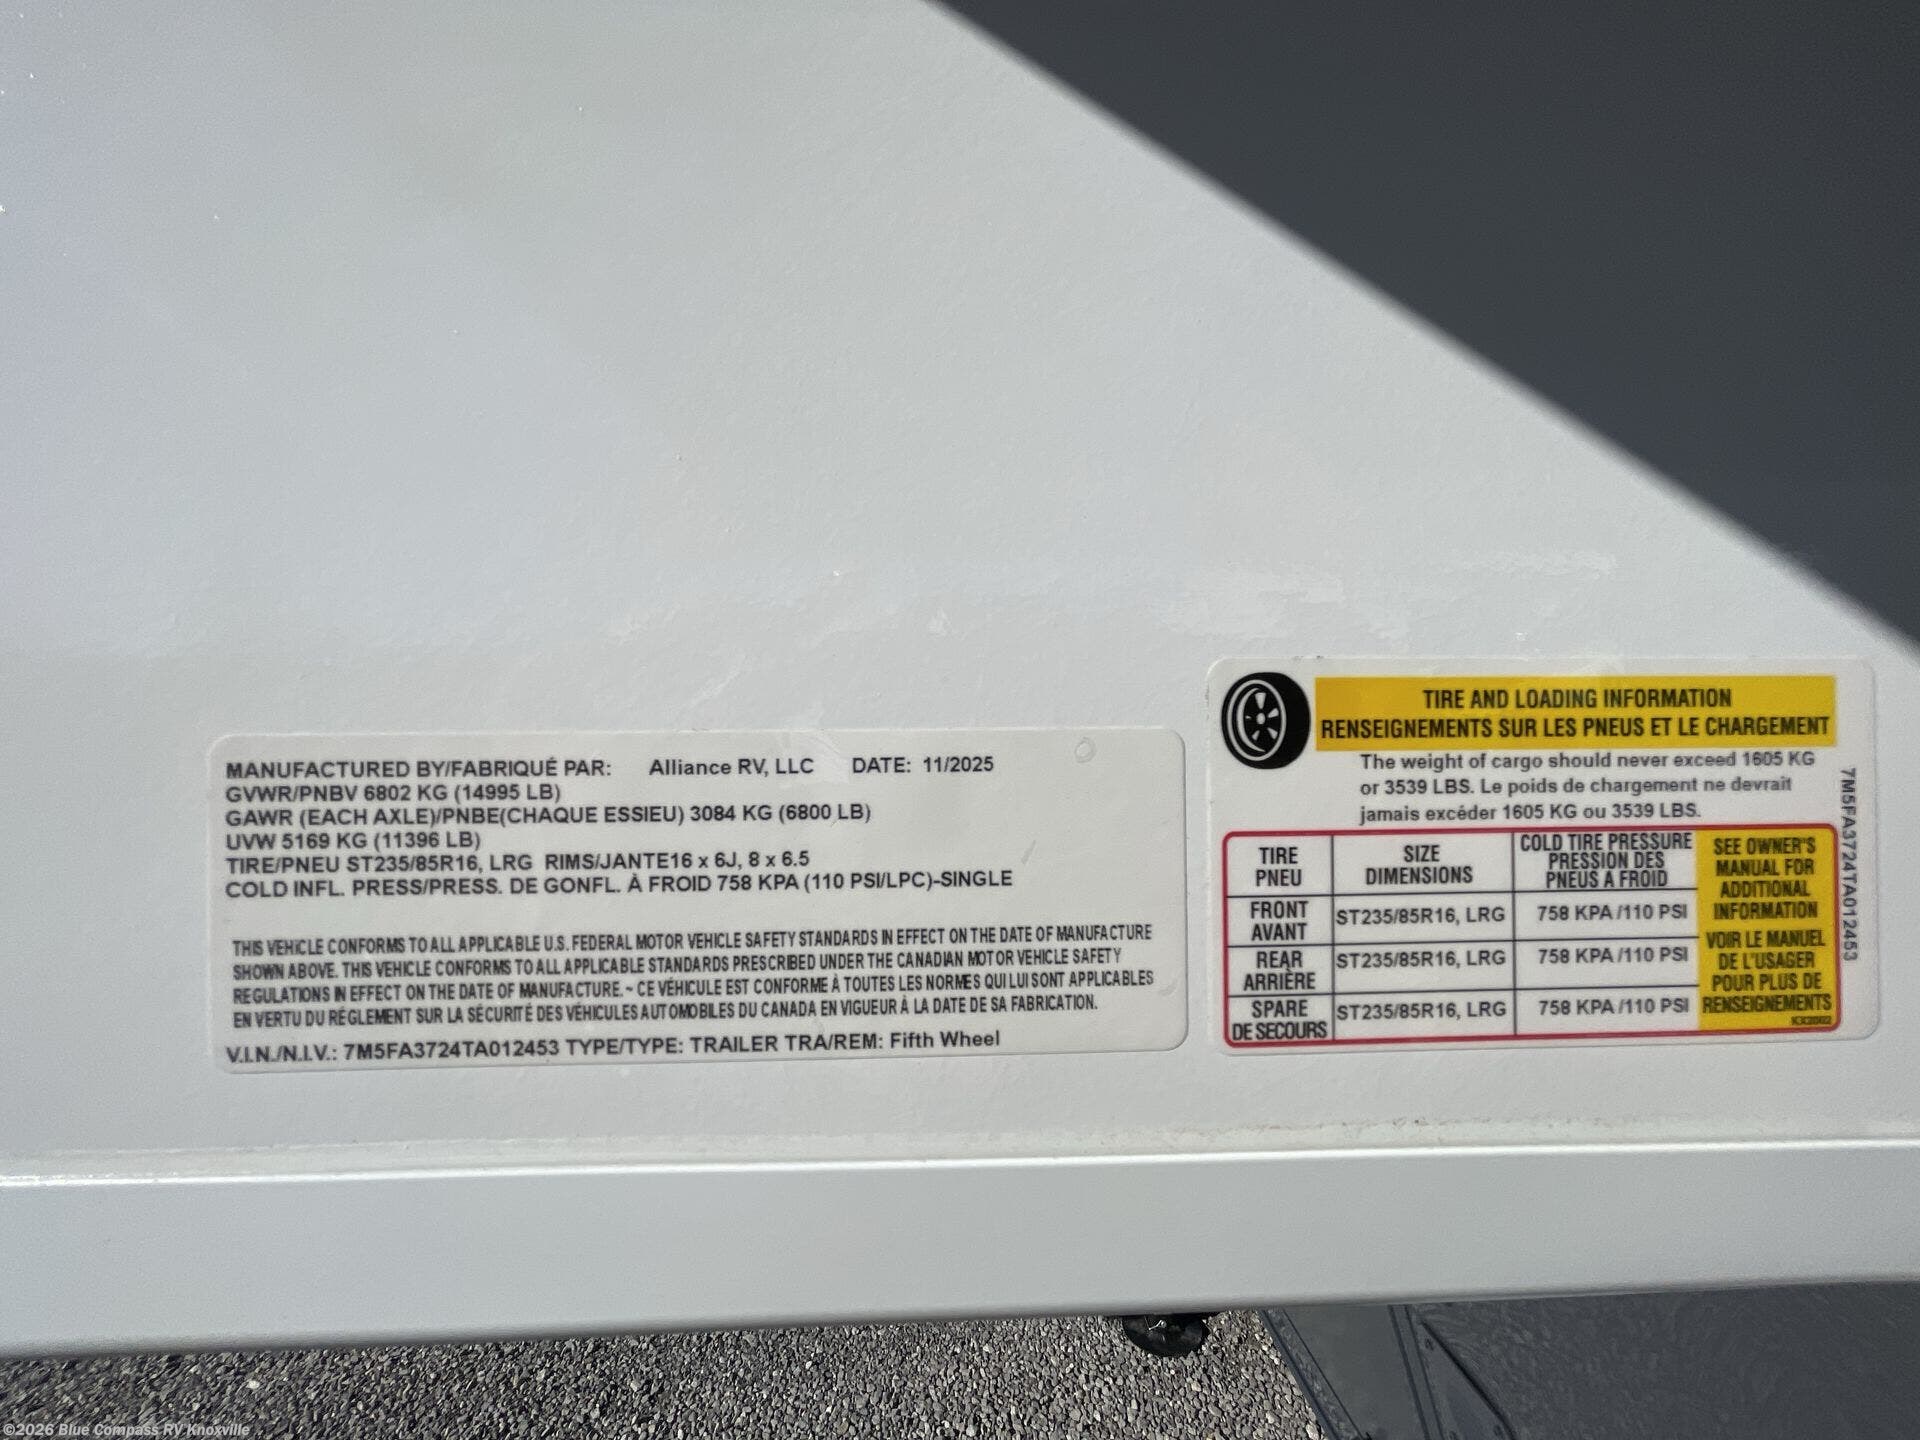 MANUFACTURED BY/FABRIQUÉ PAR: Alliance RV, LLC DATE: 11/2025
GVWR/PNBV 6802 KG (14995 LB)
GAWR (EACH AXLE)/PNBE(CHAQUE ESSIEU) 3084 KG (6800 LB)
UVW 5169 KG (11396 LB)
TIRE/PNEU ST235/85R16, LRG RIMS/JANTE16 x 6J, 8 x 6.5
COLD INFL. PRESS/PRESS. DE GONFL. À FROID 758 KPA (110 PSI/LPC)-SINGLE
THIS VEHICLE CONFORMS TO ALL APPLICABLE U.S. FEDERAL MOTOR VEHICLE SAFETY STANDARDS IN EFFECT ON THE DATE OF MANUFACTURE
SHOWN ABOVE. THIS VEHICLE CONFORMS TO ALL APPLICABLE STANDARDS PRESCRIBED UNDER THE CANADIAN MOTOR VEHICLE SAFETY
REGULATIONS IN EFFECT ON THE DATE OF MANUFACTURE. ~ CE VÉHICULE EST CONFORME À TOUTES LES NORMES QUI LUI SONT APPLICABLES
EN VERTU DU RÉGLEMENT SUR LA SÉCURITÉ DES VÉHICULES AUTOMOBILES DU CANADA EN VIGUEUR À LA DATE DE SA FABRICATION.
V.I.N./N.I.V.: 7M5FA3724TA012453 TYPE/TYPE: TRAILER TRA/REM: Fifth Wheel
TIRE AND LOADING INFORMATION
RENSEIGNEMENTS SUR LES PNEUS ET LE CHARGEMENT
The weight of cargo should never exceed 1605 KG
or 3539 LBS. Le poids de chargement ne devrait
jamais excéder 1605 KG ou 3539 LBS.
TIRE
PNEU
SIZE
DIMENSIONS
COLD TIRE PRESSURE
PRESSION DES
PNEUS A FROID
FRONT
AVANT
ST235/85R16, LRG
758 KPA /110 PSI
REAR
ARRIÈRE
ST235/85R16, LRG
758 KPA /110 PSI
SPARE
DE SECOURS
ST235/85R16, LRG
758 KPA /110 PSI
SEE OWNER'S
MANUAL FOR
ADDITIONAL
INFORMATION
VOIR LE MANUEL
DE L'USAGER
POUR PLUS DE
RENSEIGNEMENTS
7M5FA3724TA012453
©2026 Blue Compass RV Knoxville